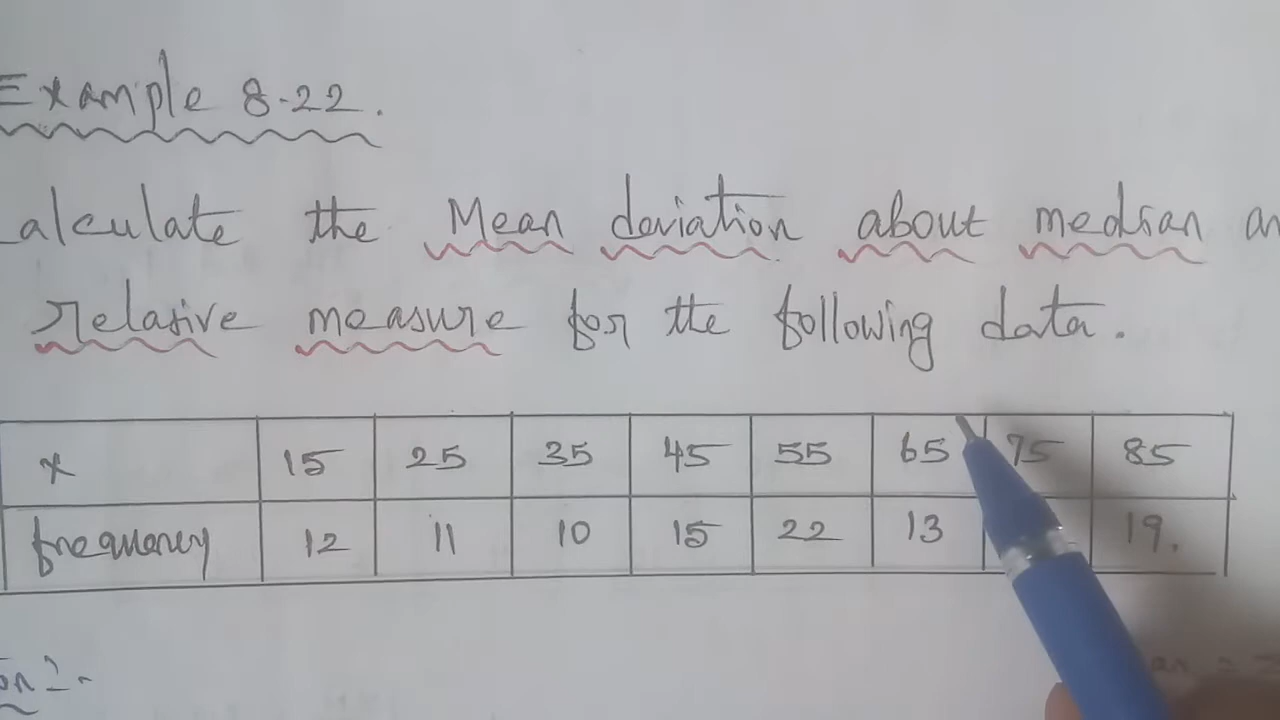 Example 8.22.
alculate the Mean deviation about median an
relative measure for the following data.
x 15 25 35 45 55 65 75 85
frequency 12 11 10 15 22 13 19.
on :-